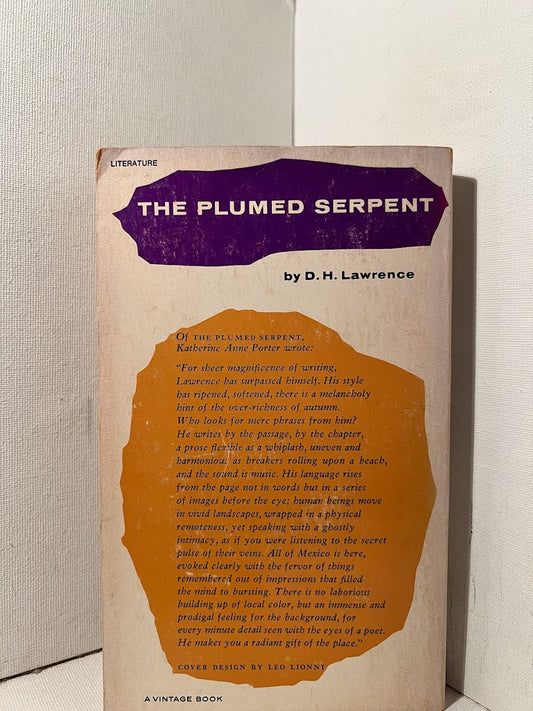 LITERATURE
THE PLUMED SERPENT
by D. H. Lawrence
Of THE PLUMED SERPENT,
Katherine Anne Porter wrote:
"For sheer magnificence of writing,
Lawrence has surpassed himself. His style
has ripened, softened, there is a melancholy
hint of the over-richness of autumn.
Who looks for mere phrases from him?
He writes by the passage, by the chapter,
a prose flexible as a whiplash, uneven and
harmonious as breakers rolling upon a beach,
and the sound is music. His language rises
from the page not in words but in a series
of images before the eye; human beings move
in vivid landscapes, wrapped in a physical
remoteness, yet speaking with a ghostly
intimacy, as if you were listening to the secret
pulse of their veins. All of Mexico is here,
evoked clearly with the fervor of things
remembered out of impressions that filled
the mind to bursting. There is no laborious
building up of local color, but an immense and
prodigal feeling for the background, for
every minute detail seen with the eyes of a poet.
He makes you a radiant gift of the place."
COVER DESIGN BY LEO LIONNI
A VINTAGE BOOK